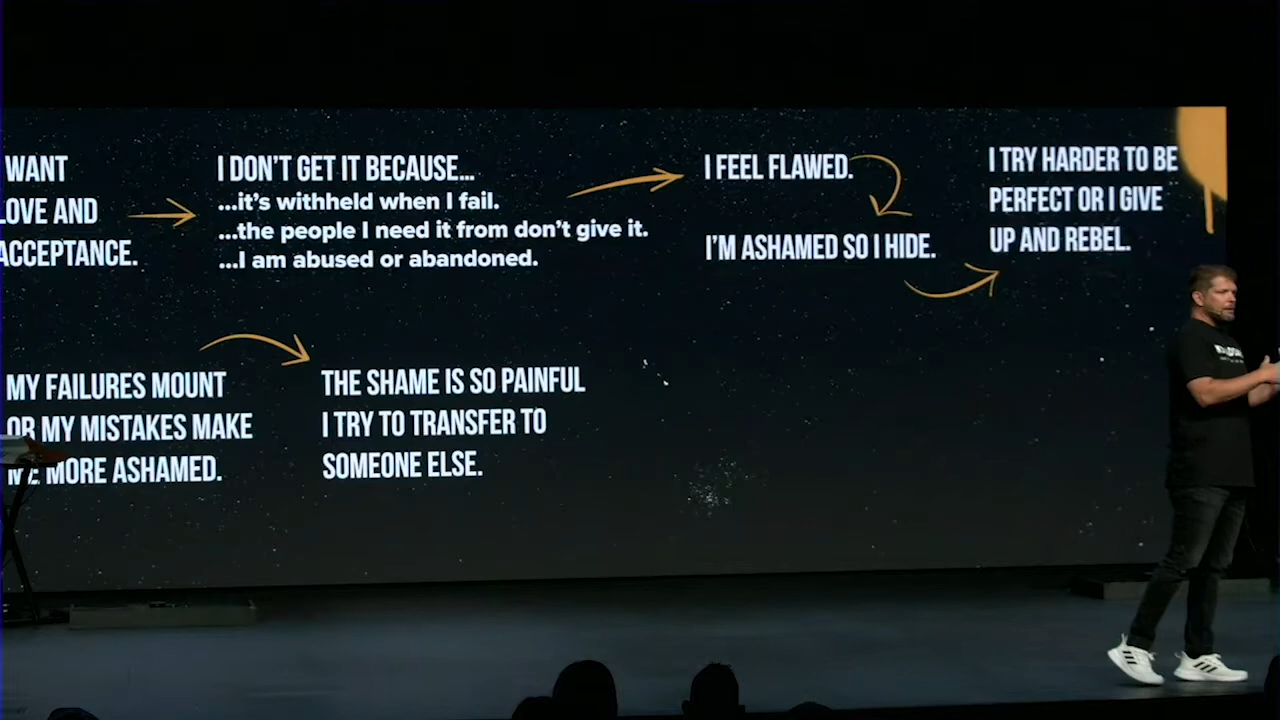 WANT
LOVE AND
ACCEPTANCE.
I DON'T GET IT BECAUSE...
...it's withheld when I fail.
...the people I need it from don't give it.
...I am abused or abandoned.
I FEEL FLAWED.
I'M ASHAMED SO I HIDE.
I TRY HARDER TO BE
PERFECT OR I GIVE
UP AND REBEL.
MY FAILURES MOUNT
OR MY MISTAKES MAKE
ME MORE ASHAMED.
THE SHAME IS SO PAINFUL
I TRY TO TRANSFER TO
SOMEONE ELSE.